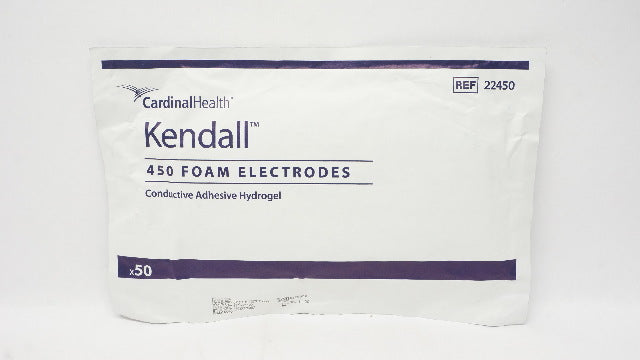 CardinalHealth™
REF 22450
Kendall™
450 FOAM ELECTRODES
Conductive Adhesive Hydrogel
x50